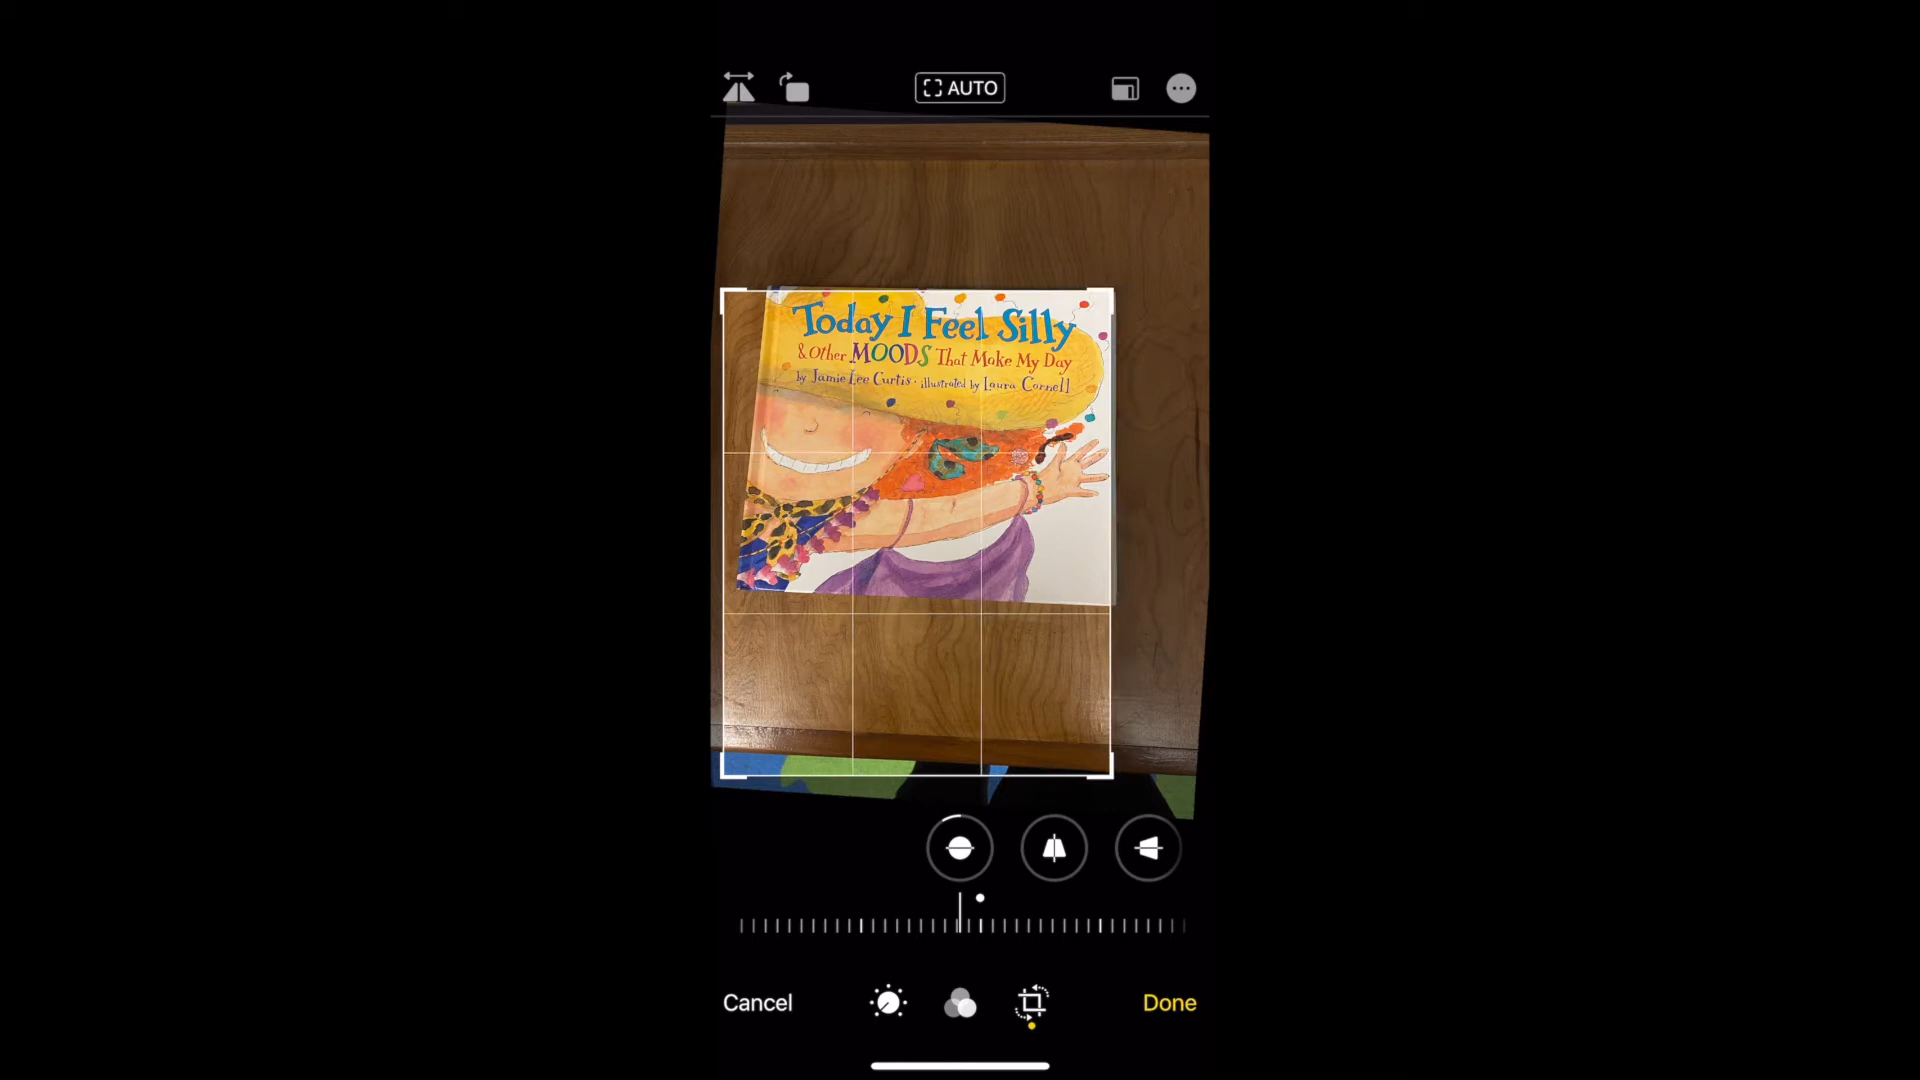 AUTO
Today I Feel Silly
& Other MOODS That Make My Day
by Jamie Lee Curtis · illustrated by Laura Cornell
Cancel
Done